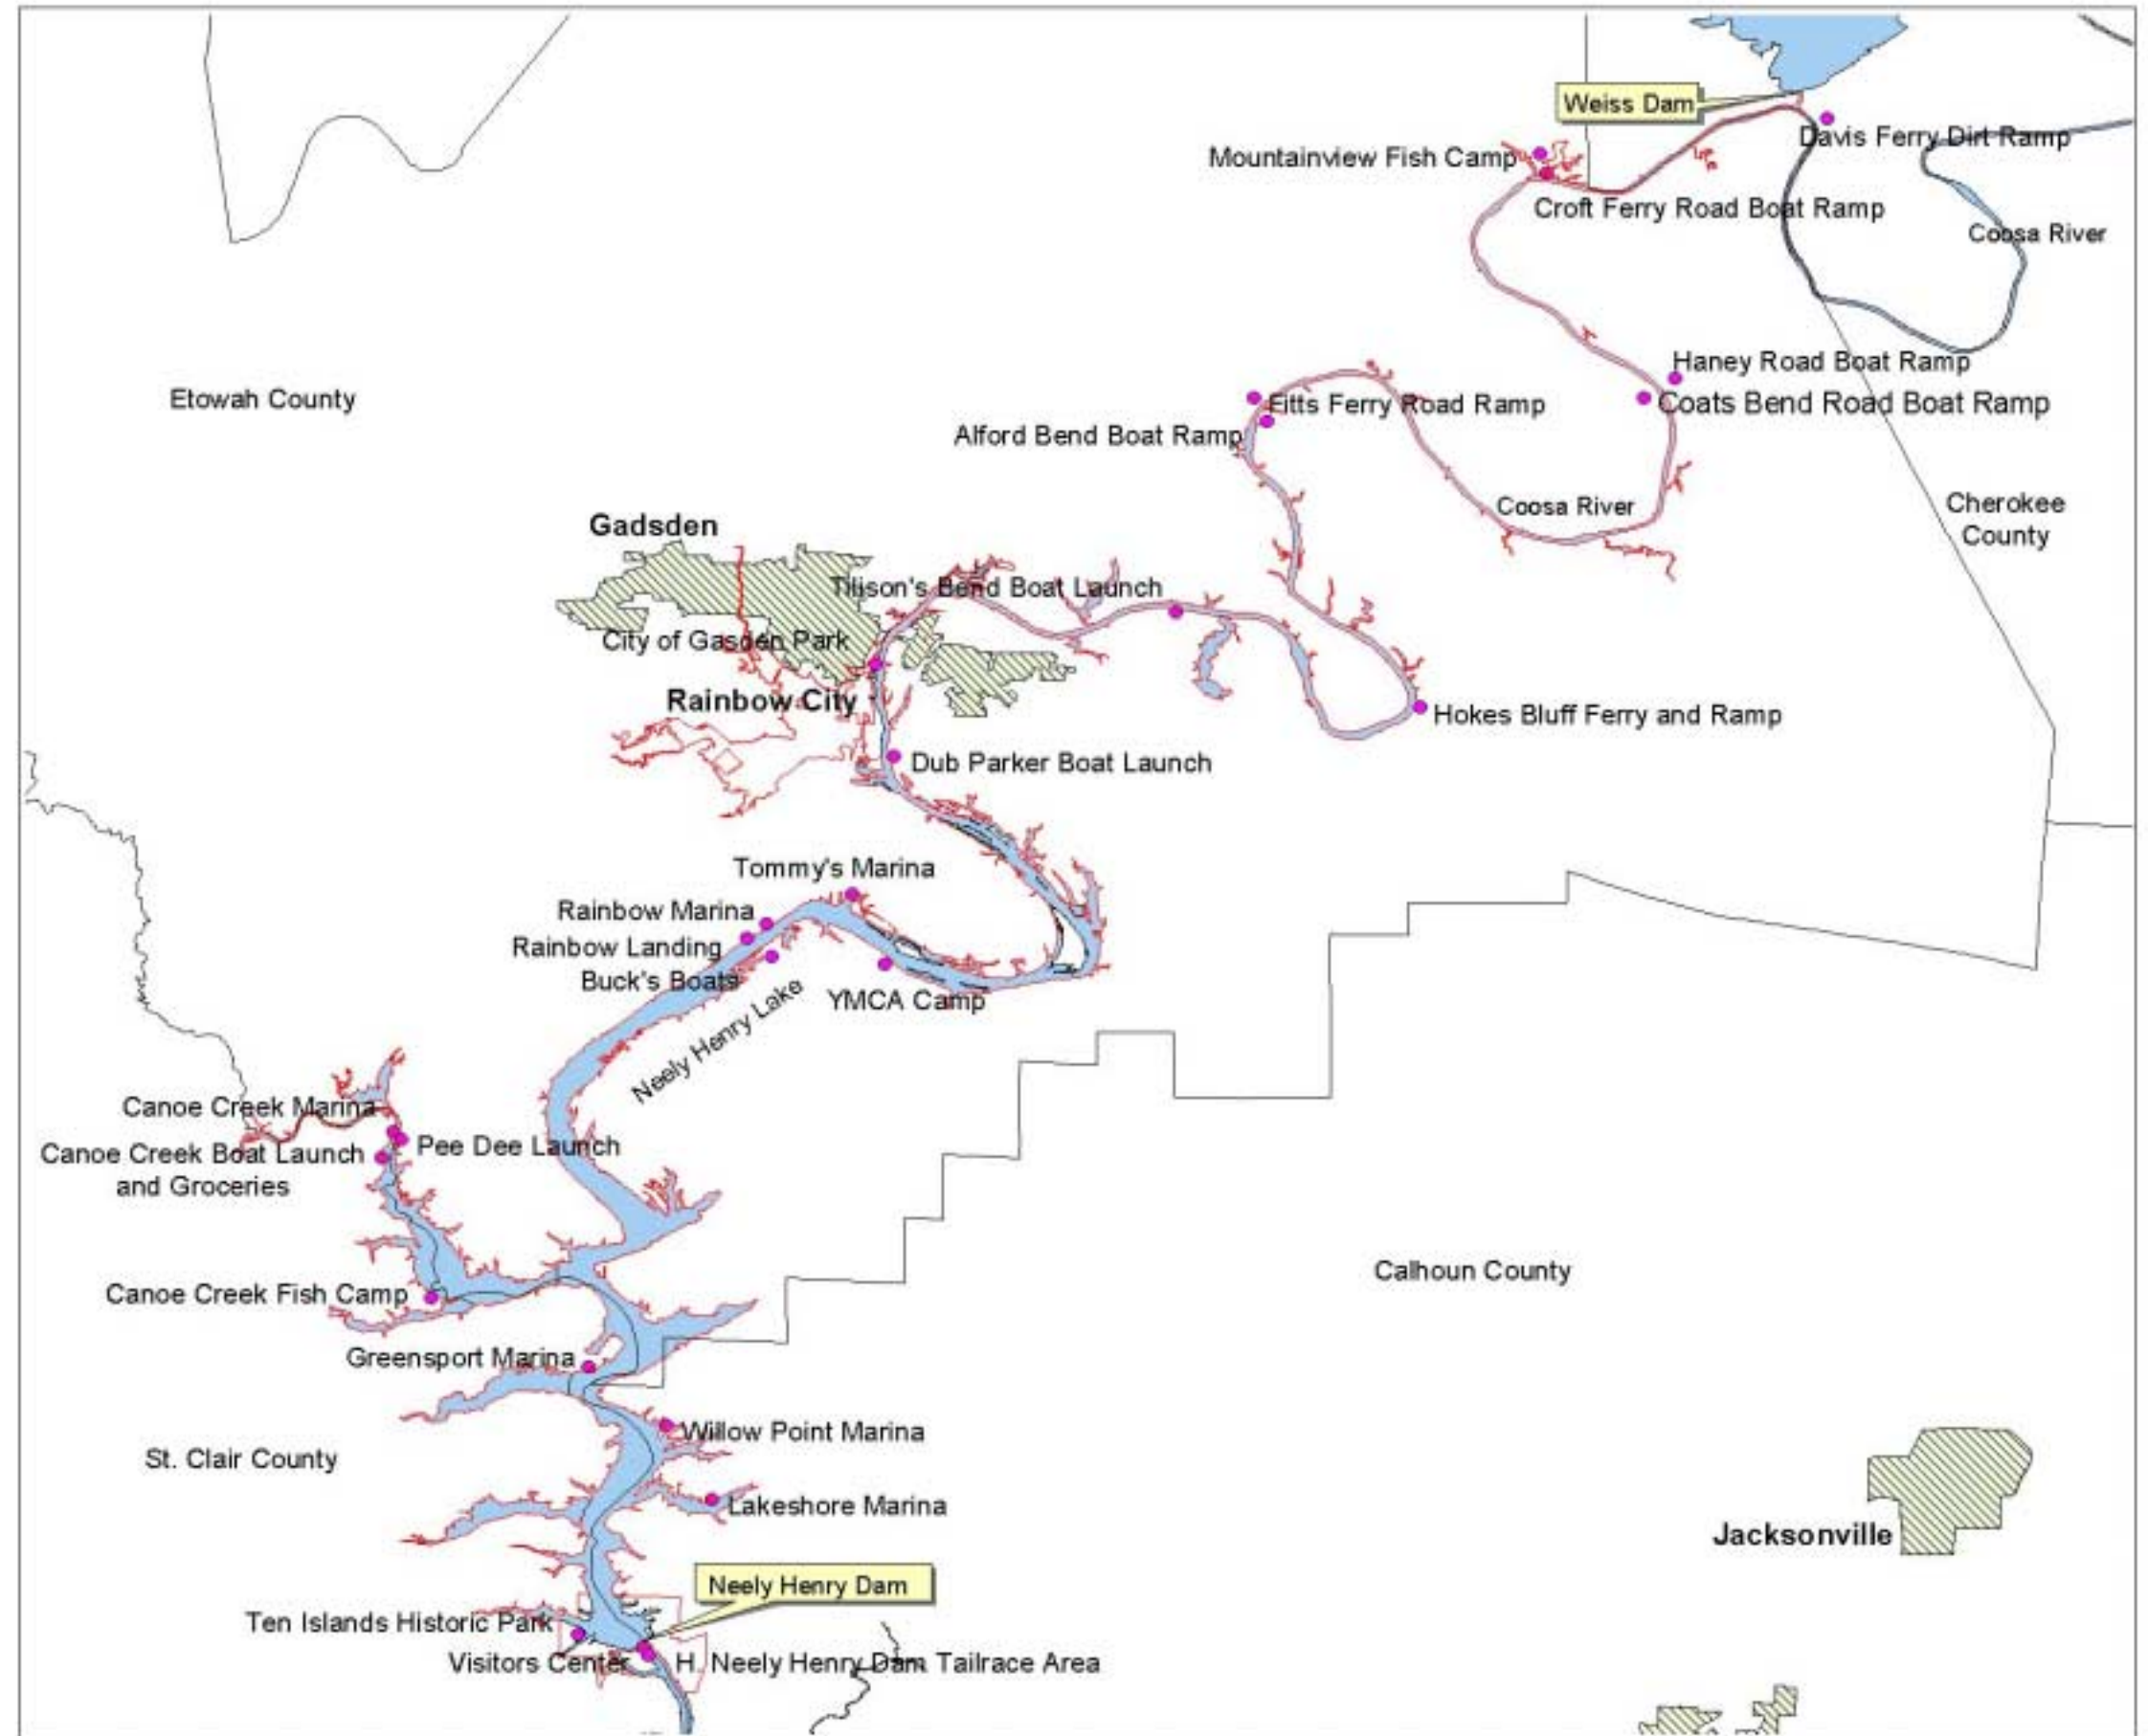 Weiss Dam
Davis Ferry Dirt Ramp
Mountainview Fish Camp
Croft Ferry Road Boat Ramp
Coosa River
Haney Road Boat Ramp
Etowah County
Fitts Ferry Road Ramp
Coats Bend Road Boat Ramp
Alford Bend Boat Ramp
Coosa River
Cherokee
County
Gadsden
Tilison's Bend Boat Launch
City of Gasden Park
Rainbow City
Hokes Bluff Ferry and Ramp
Dub Parker Boat Launch
Tommy's Marina
Rainbow Marina
Rainbow Landing
Buck's Boats
YMCA Camp
Neely Henry Lake
Canoe Creek Marina
Pee Dee Launch
Canoe Creek Boat Launch
and Groceries
Calhoun County
Canoe Creek Fish Camp
Greensport Marina
Willow Point Marina
St. Clair County
Lakeshore Marina
Jacksonville
Neely Henry Dam
Ten Islands Historic Park
Visitors Center
H. Neely Henry Dam Tailrace Area